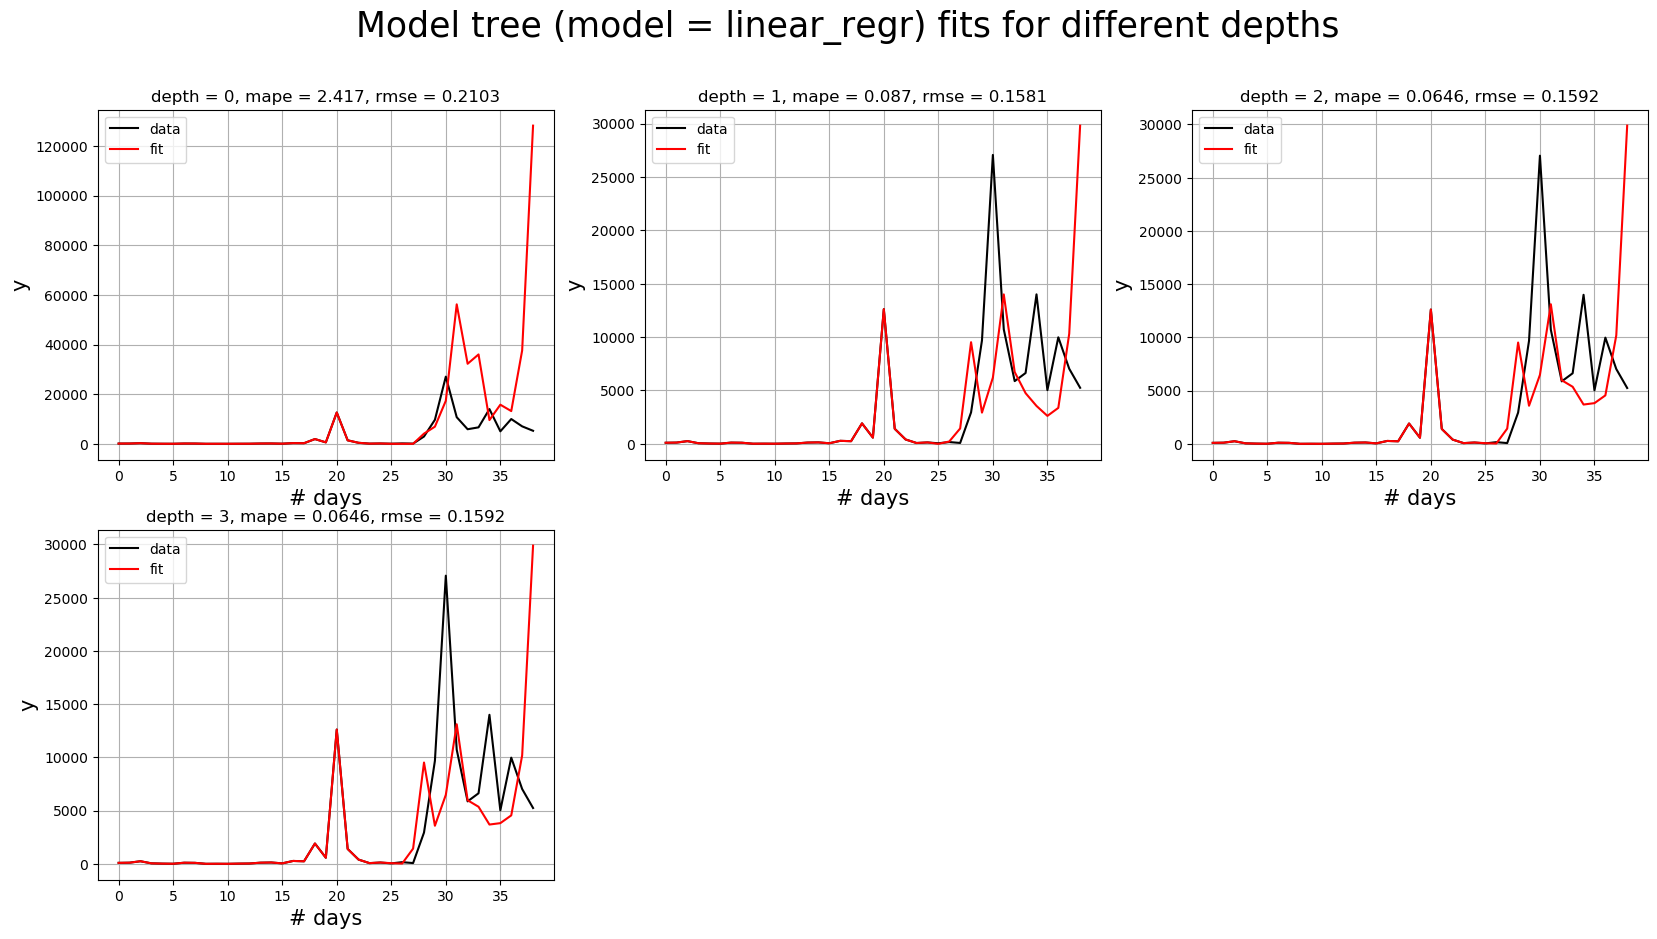 Model tree (model = linear_regr) fits for different depths
depth = 0, mape = 2.417, rmse = 0.2103
data
fit
120000
100000
80000
60000
40000
20000
0
y
0 5 10 15 20 25 30 35
# days
depth = 1, mape = 0.087, rmse = 0.1581
data
fit
30000
25000
20000
15000
10000
5000
0
y
0 5 10 15 20 25 30 35
# days
depth = 2, mape = 0.0646, rmse = 0.1592
data
fit
30000
25000
20000
15000
10000
5000
0
y
0 5 10 15 20 25 30 35
# days
depth = 3, mape = 0.0646, rmse = 0.1592
data
fit
30000
25000
20000
15000
10000
5000
0
y
0 5 10 15 20 25 30 35
# days